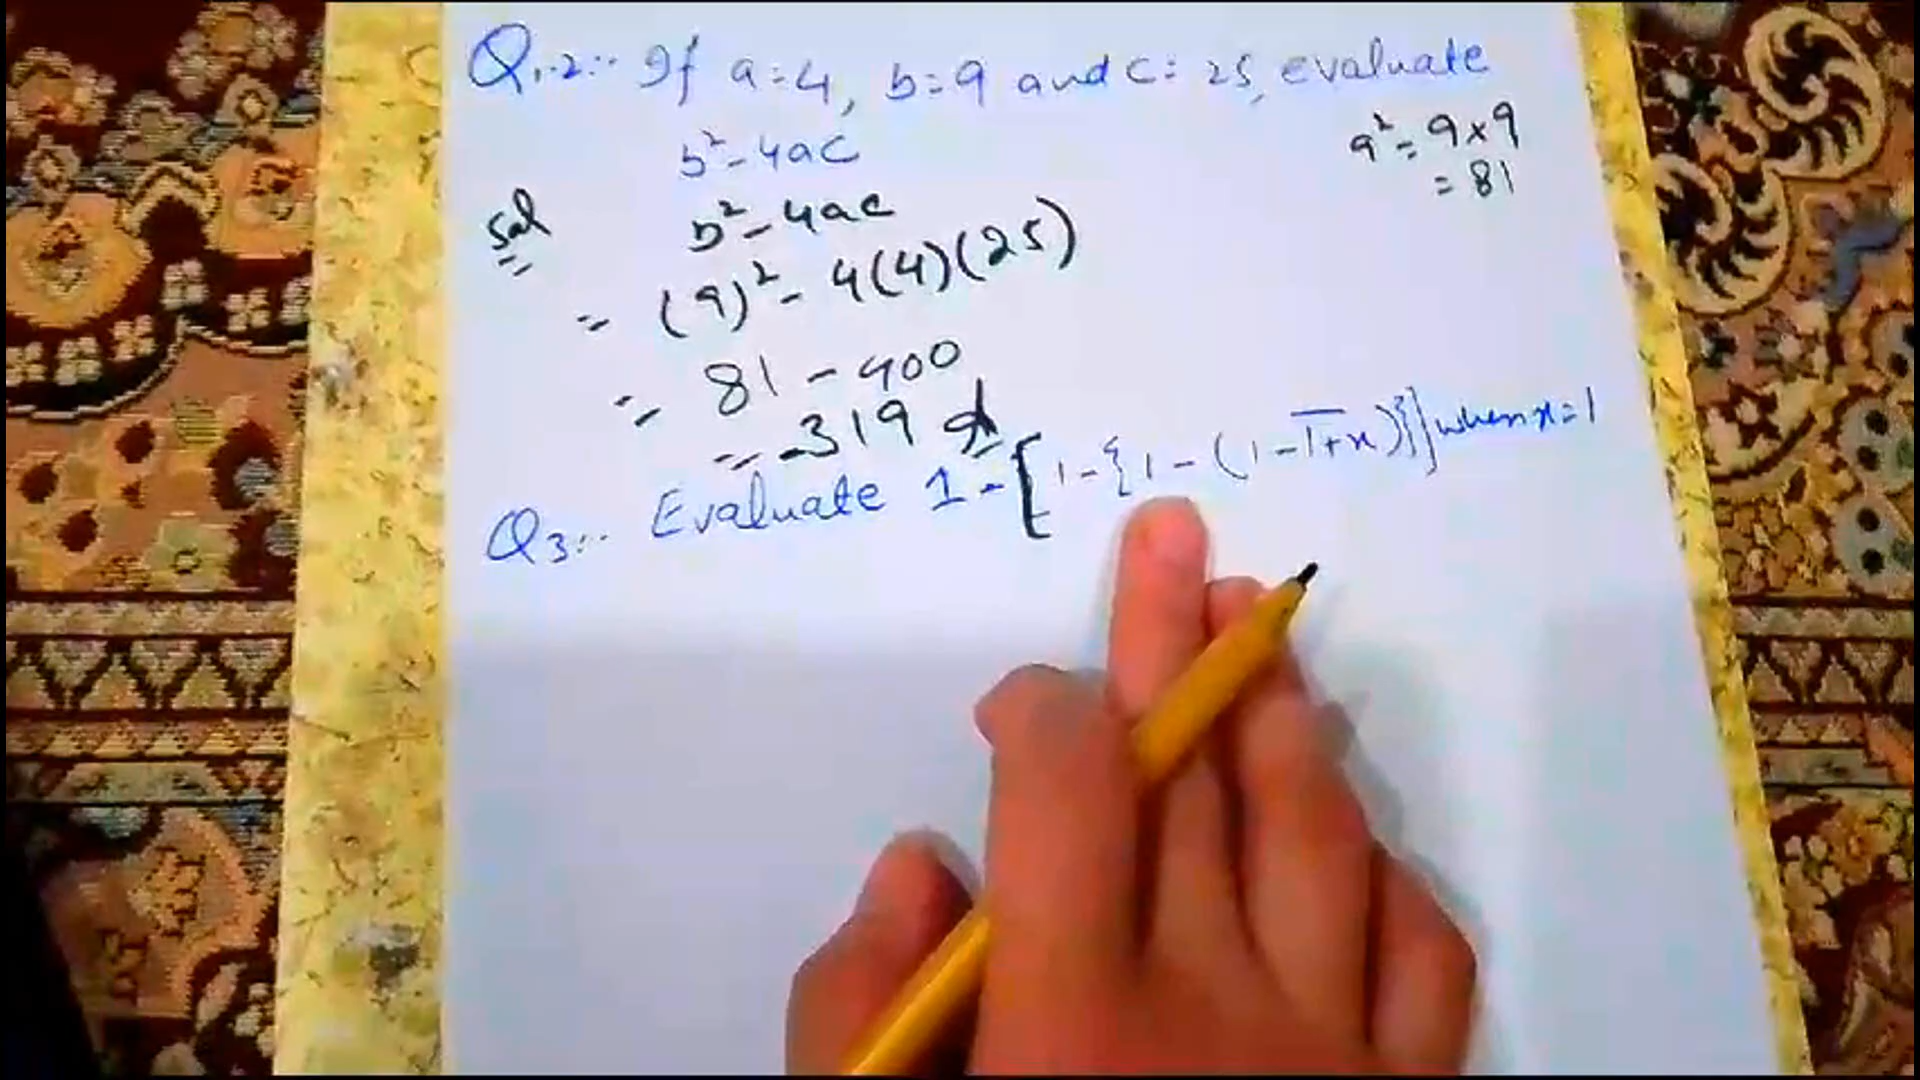 Q.2:- If a=4, b=9 and c=25, evaluate
b²-4ac
9² = 9×9
= 81
Sol b²-4ac
= (9)²-4(4)(25)
= 81-400
= -319
Q3:- Evaluate 1-[1-{1-(1-\overline{1+x})}] when x=1